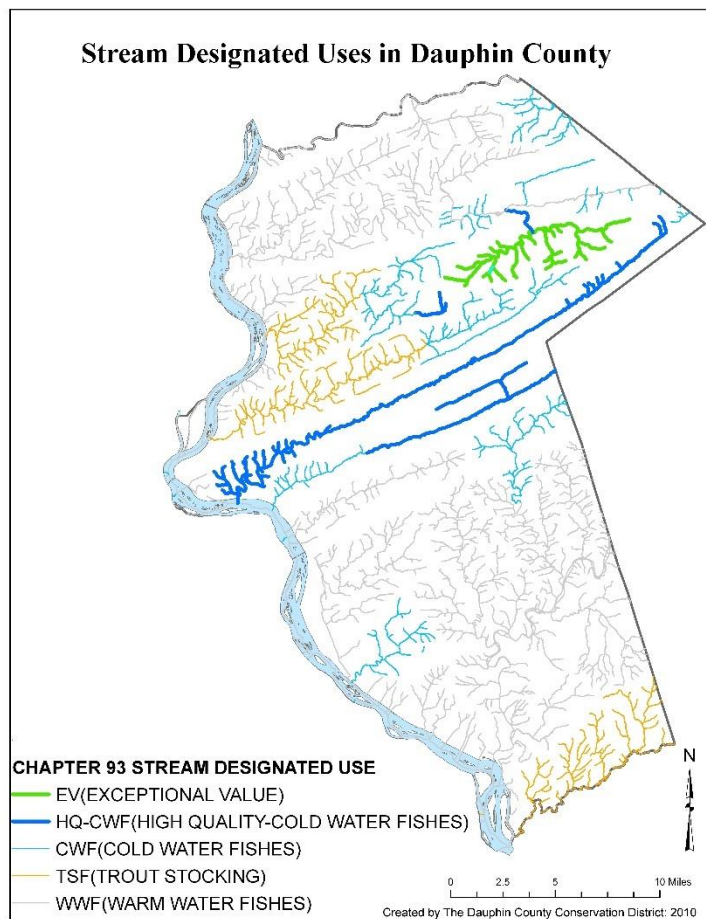 Stream Designated Uses in Dauphin County
CHAPTER 93 STREAM DESIGNATED USE
EV(EXCEPTIONAL VALUE)
HQ-CWF(HIGH QUALITY-COLD WATER FISHES)
CWF(COLD WATER FISHES)
TSF(TROUT STOCKING)
WWF(WARM WATER FISHES)
N
0 2.5 5 10 Miles
Created by The Dauphin County Conservation District: 2010